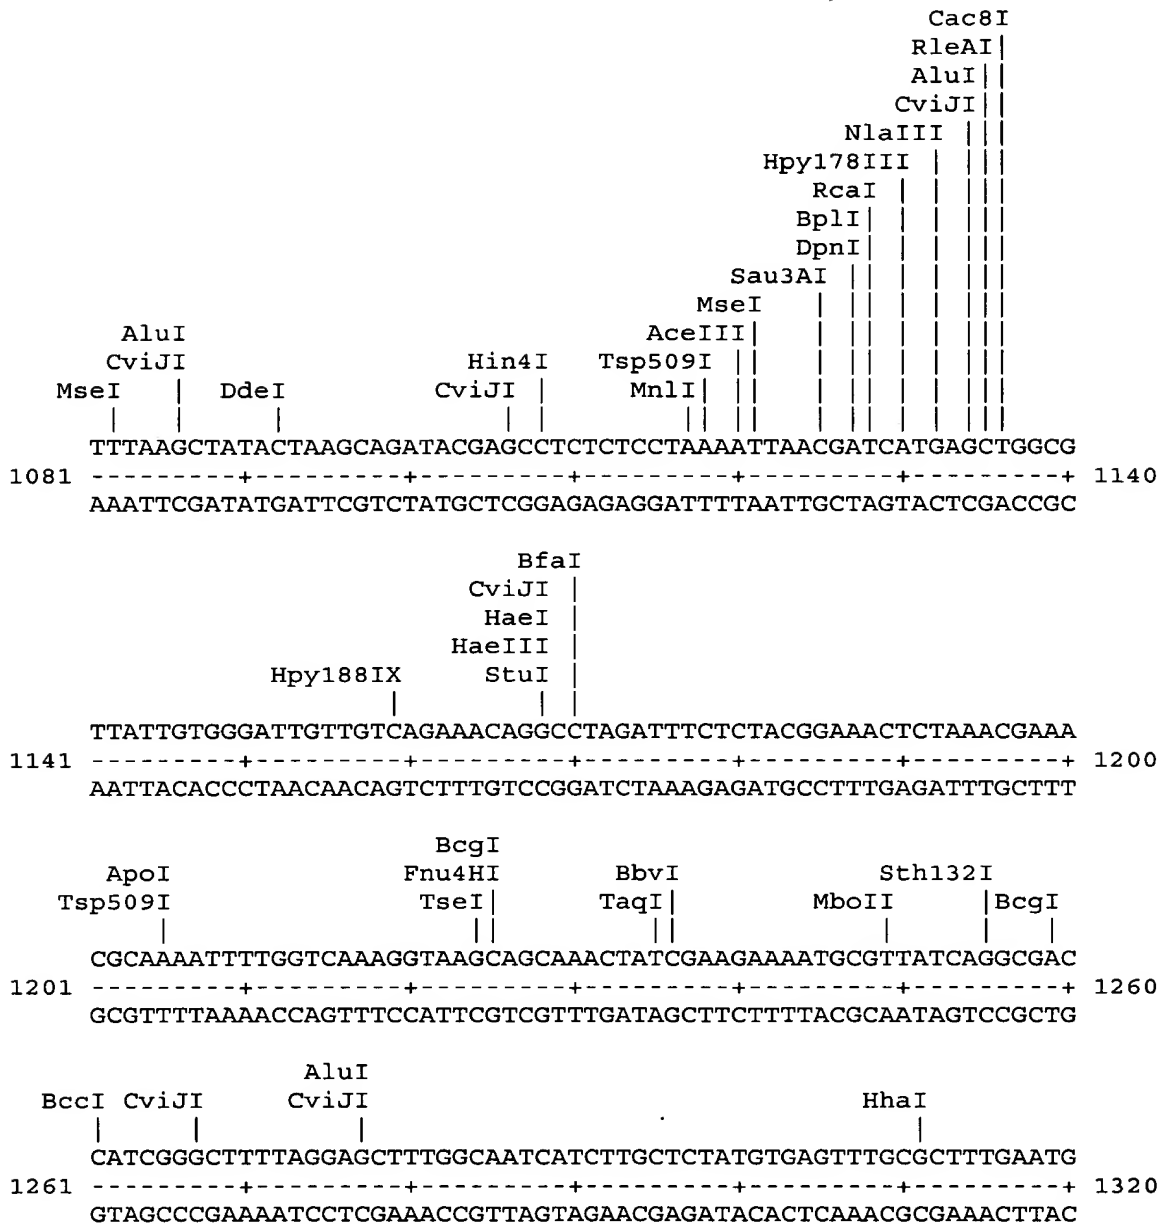 Cac8I
RleAI
AluI
CviJI
NlaIII
Hpy178III
RcaI
BplI
DpnI
Sau3AI
MseI
AluI AceIII
CviJI Hin4I Tsp509I
MseI DdeI CviJI MnlI
TTTAAGCTATACTAAGCAGATACGAGCCTCTCTCCTAAAATTAACGATCATGAGCTGGCG
1081 ---------+---------+---------+---------+---------+---------+ 1140
AAATTCGATATGATTCGTCTATGCTCGGAGAGAGGATTTTAATTGCTAGTACTCGACCGC
BfaI
CviJI
HaeI
HaeIII
Hpy188IX StuI
TTATTGTGGGATTGTTGTCAGAAACAGGCCTAGATTTCTCTACGGAAACTCTAAACGAAA
1141 ---------+---------+---------+---------+---------+---------+ 1200
AATTACACCCTAACAACAGTCTTTGTCCGGATCTAAAGAGATGCCTTTGAGATTTGCTTT
BcgI
ApoI Fnu4HI BbvI Sth132I
Tsp509I TseI TaqI MboII BcgI
CGCAAAATTTTGGTCAAAGGTAAGCAGCAAACTATCGAAGAAAATGCGTTATCAGGCGAC
1201 ---------+---------+---------+---------+---------+---------+ 1260
GCGTTTTAAAACCAGTTTCCATTCGTCGTTTGATAGCTTCTTTTACGCAATAGTCCGCTG
AluI
BccI CviJI CviJI HhaI
CATCGGGCTTTTAGGAGCTTTGGCAATCATCTTGCTCTATGTGAGTTTGCGCTTTGAATG
1261 ---------+---------+---------+---------+---------+---------+ 1320
GTAGCCCGAAAATCCTCGAAACCGTTAGTAGAACGAGATACACTCAAACGCGAAACTTAC